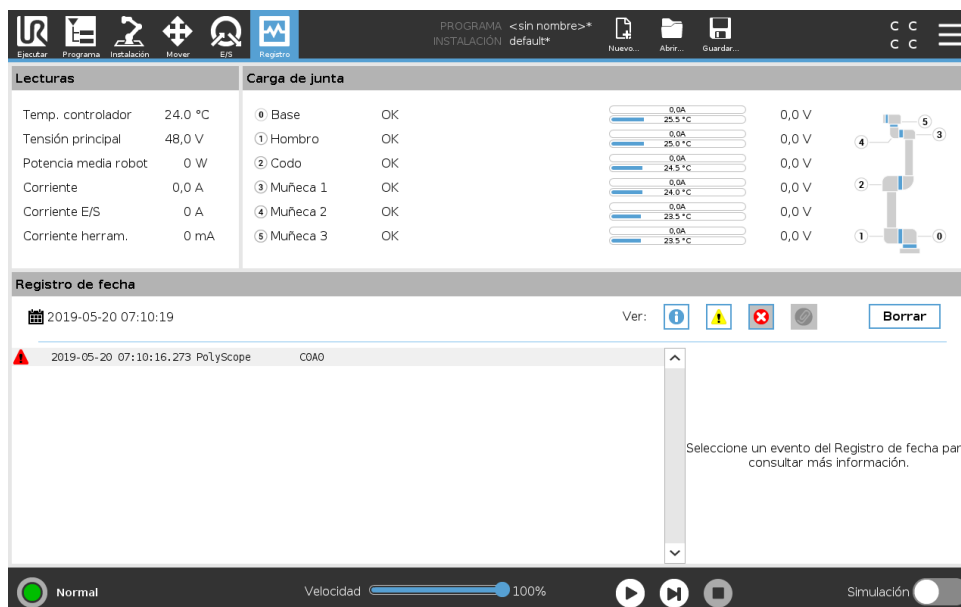 UR
PROGRAMA <sin nombre>*
INSTALACIÓN default*
Ejecutar Programa Instalación Mover E/S Registro
Nuevo... Abrir... Guardar...
C C
C C
Lecturas
Temp. controlador 24.0 °C
Tensión principal 48,0 V
Potencia media robot 0 W
Corriente 0,0 A
Corriente E/S 0 A
Corriente herram. 0 mA
Carga de junta
0 Base OK 0,0A 25.5 °C 0,0 V
1 Hombro OK 0,0A 25.0 °C 0,0 V
2 Codo OK 0,0A 24.5 °C 0,0 V
3 Muñeca 1 OK 0,0A 24.0 °C 0,0 V
4 Muñeca 2 OK 0,0A 23.5 °C 0,0 V
5 Muñeca 3 OK 0,0A 23.5 °C 0,0 V
5
4 3
2
1 0
Registro de fecha
2019-05-20 07:10:19
Ver:
Borrar
2019-05-20 07:10:16.273 PolyScope C0A0
Seleccione un evento del Registro de fecha par
consultar más información.
Normal
Velocidad 100%
Simulación